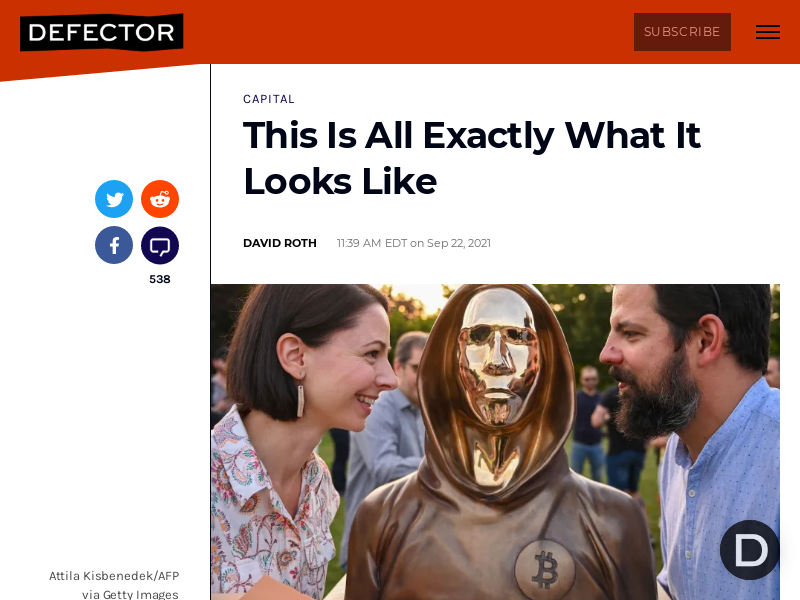 DEFECTOR
SUBSCRIBE
CAPITAL
This Is All Exactly What It
Looks Like
DAVID ROTH 11:39 AM EDT on Sep 22, 2021
538
Attila Kisbenedek/AFP
via Getty Images
D